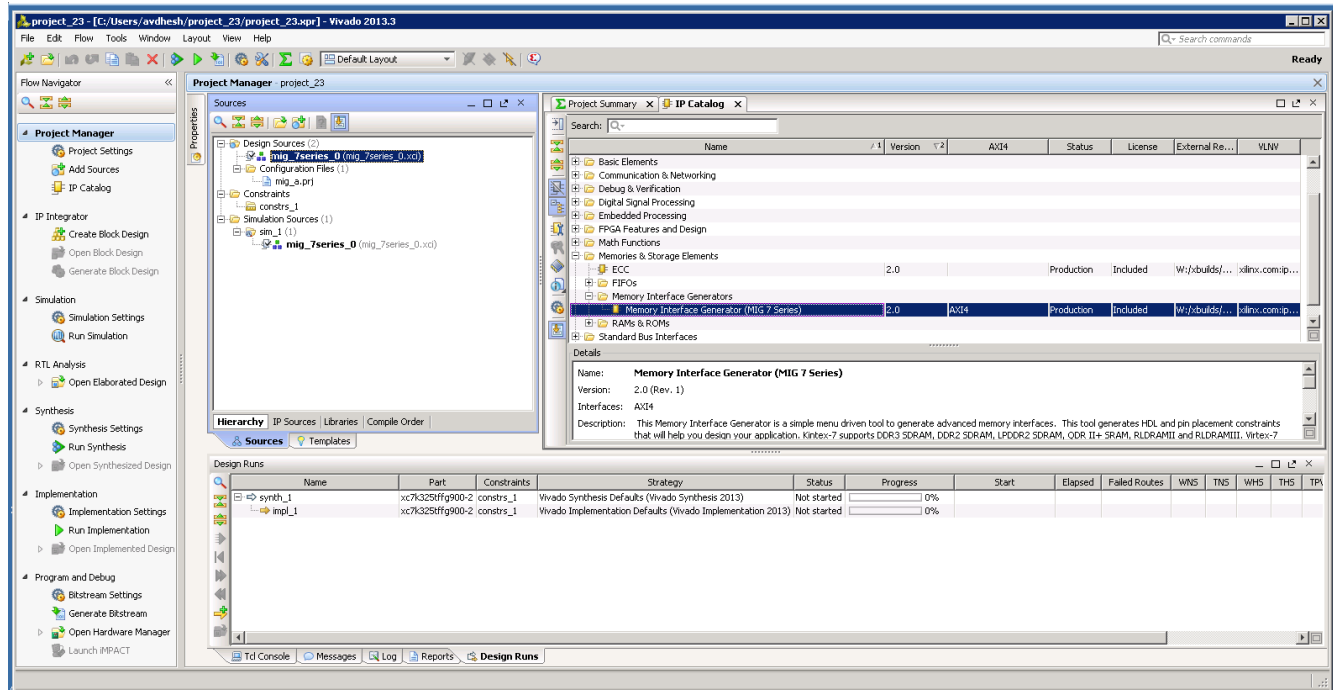 project_23 - [C:/Users/avdhesh/project_23/project_23.xpr] - Vivado 2013.3
File Edit Flow Tools Window Layout View Help
Q- Search commands
Default Layout
Ready
Flow Navigator
Project Manager
Project Settings
Add Sources
IP Catalog
IP Integrator
Create Block Design
Open Block Design
Generate Block Design
Simulation
Simulation Settings
Run Simulation
RTL Analysis
Open Elaborated Design
Synthesis
Synthesis Settings
Run Synthesis
Open Synthesized Design
Implementation
Implementation Settings
Run Implementation
Open Implemented Design
Program and Debug
Bitstream Settings
Generate Bitstream
Open Hardware Manager
Launch iMPACT
Project Manager - project_23
Properties
Sources
Design Sources (2)
mig_7series_0 (mig_7series_0.xci)
Configuration Files (1)
mig_a.prj
Constraints
constrs_1
Simulation Sources (1)
sim_1 (1)
mig_7series_0 (mig_7series_0.xci)
Hierarchy IP Sources Libraries Compile Order
Sources Templates
Project Summary IP Catalog
Search:
Name 1 Version 2 AXI4 Status License External Re... VLNV
Basic Elements
Communication & Networking
Debug & Verification
Digital Signal Processing
Embedded Processing
FPGA Features and Design
Math Functions
Memories & Storage Elements
ECC 2.0 Production Included W:/xbuilds/... xilinx.com:ip...
FIFOs
Memory Interface Generators
Memory Interface Generator (MIG 7 Series) 2.0 AXI4 Production Included W:/xbuilds/... xilinx.com:ip...
RAMs & ROMs
Standard Bus Interfaces
Details
Name: Memory Interface Generator (MIG 7 Series)
Version: 2.0 (Rev. 1)
Interfaces: AXI4
Description: This Memory Interface Generator is a simple menu driven tool to generate advanced memory interfaces. This tool generates HDL and pin placement constraints
that will help you design your application. Kintex-7 supports DDR3 SDRAM, DDR2 SDRAM, LPDDR2 SDRAM, QDR II+ SRAM, RLDRAMII and RLDRAMIII. Virtex-7
Design Runs
Name Part Constraints Strategy Status Progress Start Elapsed Failed Routes WNS TNS WHS THS
synth_1 xc7k325tffg900-2 constrs_1 Vivado Synthesis Defaults (Vivado Synthesis 2013) Not started 0%
impl_1 xc7k325tffg900-2 constrs_1 Vivado Implementation Defaults (Vivado Implementation 2013) Not started 0%
Tcl Console Messages Log Reports Design Runs